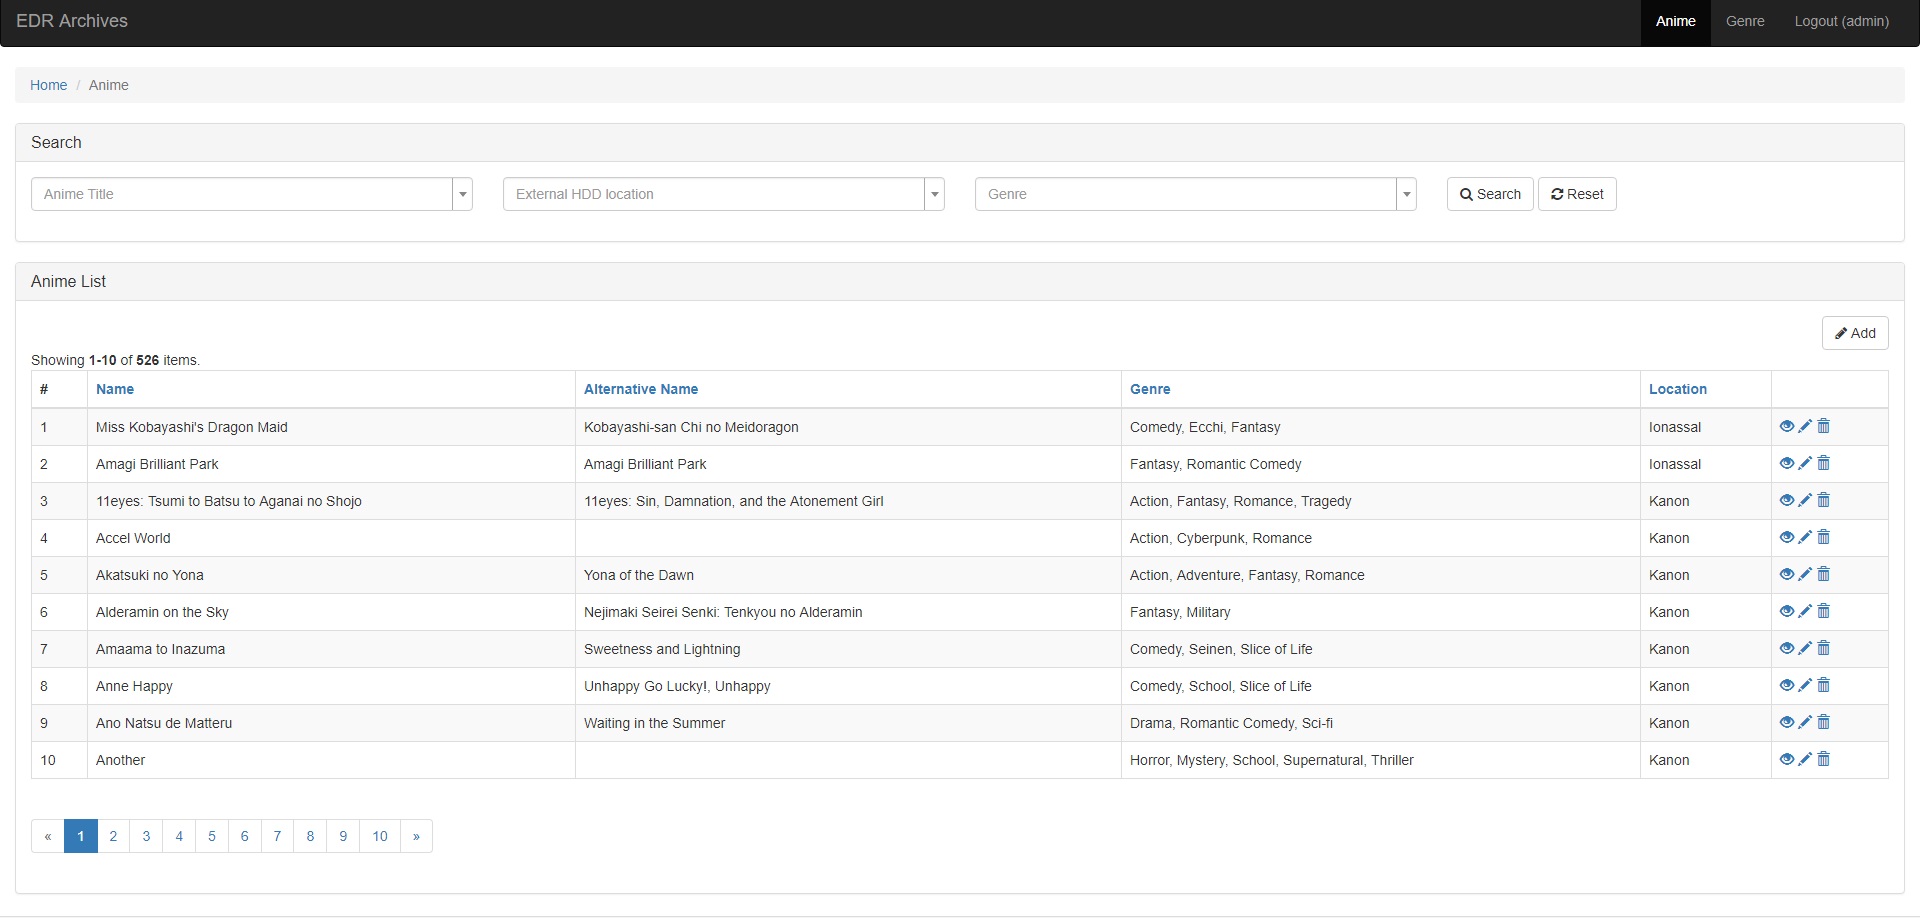 EDR Archives Anime Genre Logout (admin)
Home / Anime
Search
Anime Title External HDD location Genre Search Reset
Anime List
Add
Showing 1-10 of 526 items.
# Name Alternative Name Genre Location
1 Miss Kobayashi's Dragon Maid Kobayashi-san Chi no Meidoragon Comedy, Ecchi, Fantasy Ionassal
2 Amagi Brilliant Park Amagi Brilliant Park Fantasy, Romantic Comedy Ionassal
3 11eyes: Tsumi to Batsu to Aganai no Shojo 11eyes: Sin, Damnation, and the Atonement Girl Action, Fantasy, Romance, Tragedy Kanon
4 Accel World Action, Cyberpunk, Romance Kanon
5 Akatsuki no Yona Yona of the Dawn Action, Adventure, Fantasy, Romance Kanon
6 Alderamin on the Sky Nejimaki Seirei Senki: Tenkyou no Alderamin Fantasy, Military Kanon
7 Amaama to Inazuma Sweetness and Lightning Comedy, Seinen, Slice of Life Kanon
8 Anne Happy Unhappy Go Lucky!, Unhappy Comedy, School, Slice of Life Kanon
9 Ano Natsu de Matteru Waiting in the Summer Drama, Romantic Comedy, Sci-fi Kanon
10 Another Horror, Mystery, School, Supernatural, Thriller Kanon
« 1 2 3 4 5 6 7 8 9 10 »